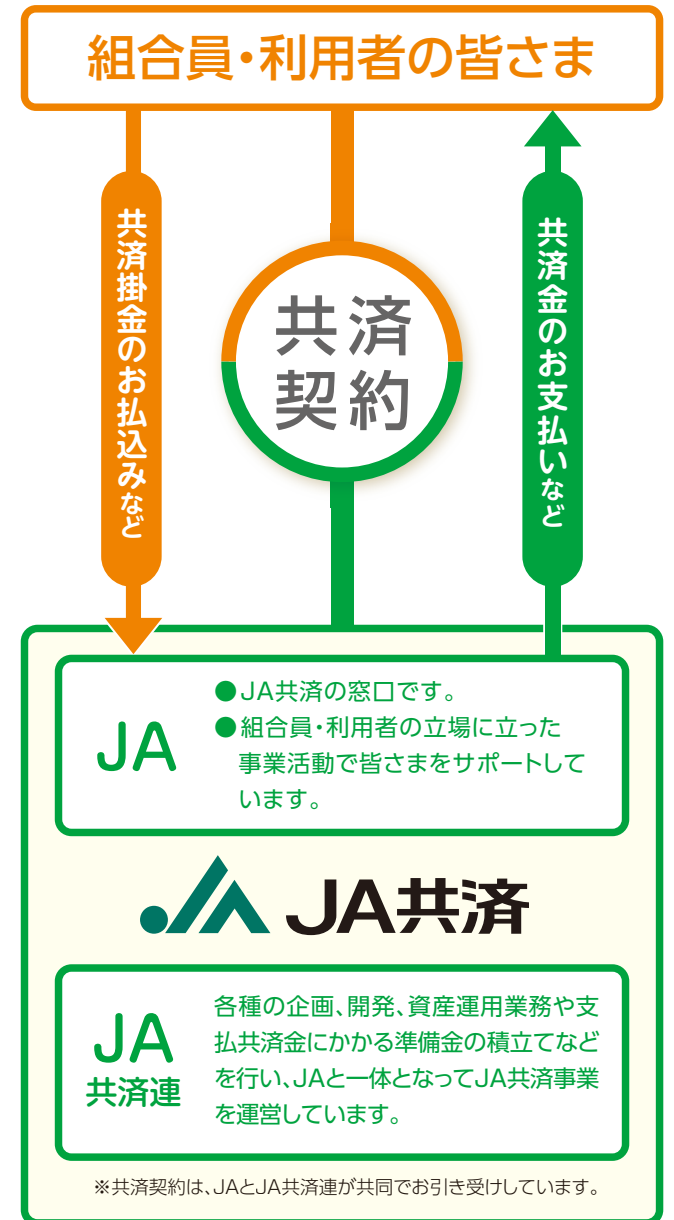 組合員・利用者の皆さま
共済掛金のお払込みなど
共済
契約
共済金のお支払いなど
JA
●JA共済の窓口です。
●組合員・利用者の立場に立った
事業活動で皆さまをサポートして
います。
JA共済
JA
共済連
各種の企画、開発、資産運用業務や支
払共済金にかかる準備金の積立てなど
を行い、JAと一体となってJA共済事業
を運営しています。
※共済契約は、JAとJA共済連が共同でお引き受けしています。